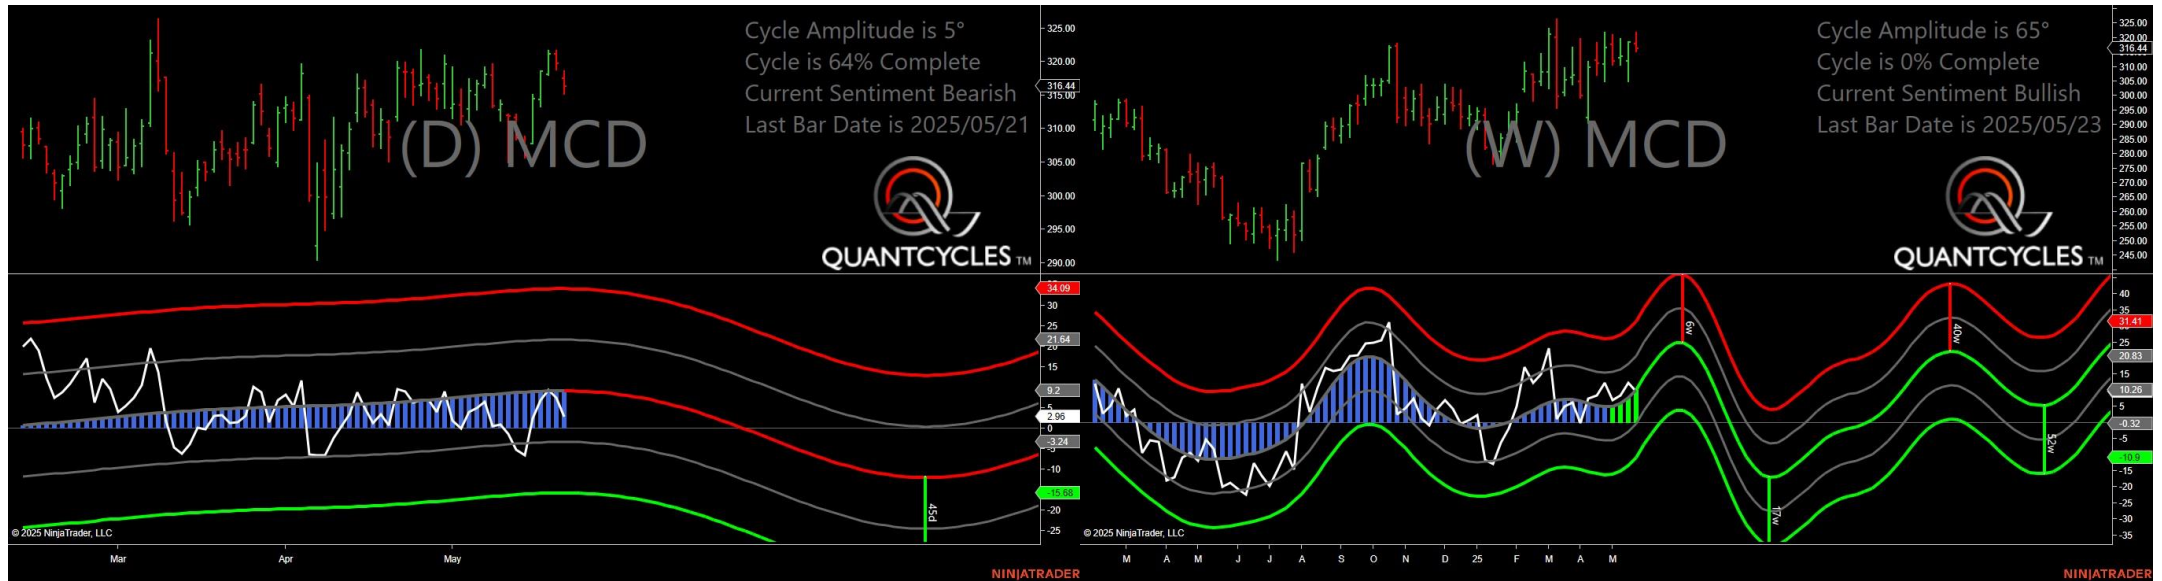 Cycle Amplitude is 5°
Cycle is 64% Complete
Current Sentiment Bearish
Last Bar Date is 2025/05/21
(D) MCD
QUANTCYCLES TM
325.00
320.00
316.44
315.00
310.00
305.00
300.00
295.00
290.00
34.09
30
25
21.64
20
15
9.2
5
2.96
0
-3.24
-5
-10
-15.68
-20
-25
45d
© 2025 NinjaTrader, LLC
Mar Apr May
NINJATRADER
Cycle Amplitude is 65°
Cycle is 0% Complete
Current Sentiment Bullish
Last Bar Date is 2025/05/23
(W) MCD
QUANTCYCLES TM
325.00
320.00
316.44
310.00
305.00
300.00
295.00
290.00
285.00
280.00
275.00
270.00
265.00
260.00
255.00
250.00
245.00
40
35
31.41
25
20.83
15
10.26
5
-0.32
-5
-10.9
-15
-20
-25
-30
-35
6w
17w
40w
52w
© 2025 NinjaTrader, LLC
M A M J J A S O N D 25 F M A M
NINJATRADER